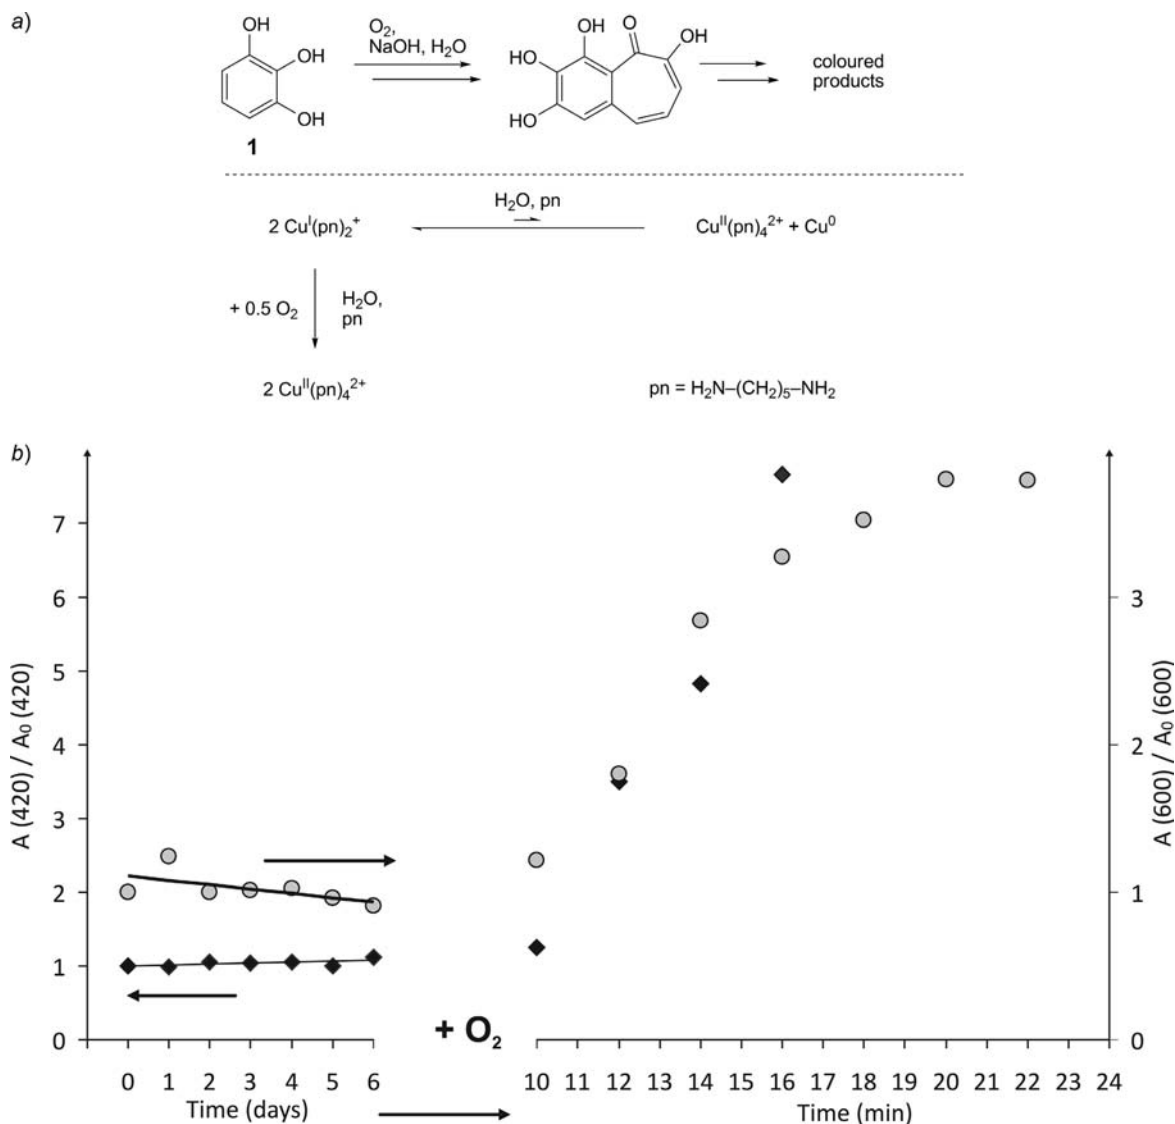 a)
OH
OH
OH
1
O2,
NaOH, H2O
OH
O
OH
HO
HO
coloured
products
2 CuI(pn)2+
H2O, pn
CuII(pn)42+ + Cu0
+ 0.5 O2
H2O,
pn
2 CuII(pn)42+
pn = H2N–(CH2)5–NH2
b)
A (420) / A0 (420)
7
6
5
4
3
2
1
0
3
2
1
0
A (600) / A0 (600)
+ O2
0 1 2 3 4 5 6
10 11 12 13 14 15 16 17 18 19 20 21 22 23 24
Time (days)
Time (min)